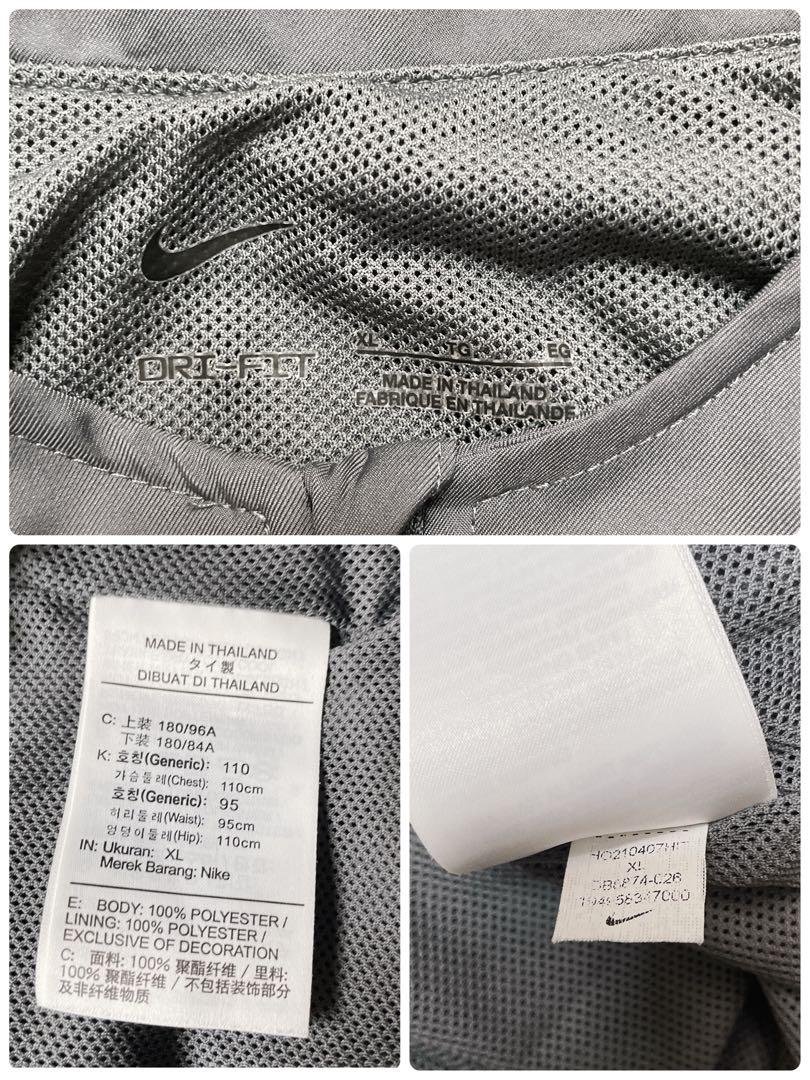 DRI-FIT
XL TG EG
MADE IN THAILAND
FABRIQUE EN THAILANDE
MADE IN THAILAND
タイ製
DIBUAT DI THAILAND
C: 上装 180/96A
下装 180/84A
K: 호칭(Generic): 110
가슴둘레(Chest): 110cm
호칭(Generic): 95
허리둘레(Waist): 95cm
엉덩이둘레(Hip): 110cm
IN: Ukuran: XL
Merek Barang: Nike
E: BODY: 100% POLYESTER /
LINING: 100% POLYESTER /
EXCLUSIVE OF DECORATION
C: 面料: 100% 聚酯纤维 / 里料:
100% 聚酯纤维 / 不包括装饰部分
及非纤维物质
XL